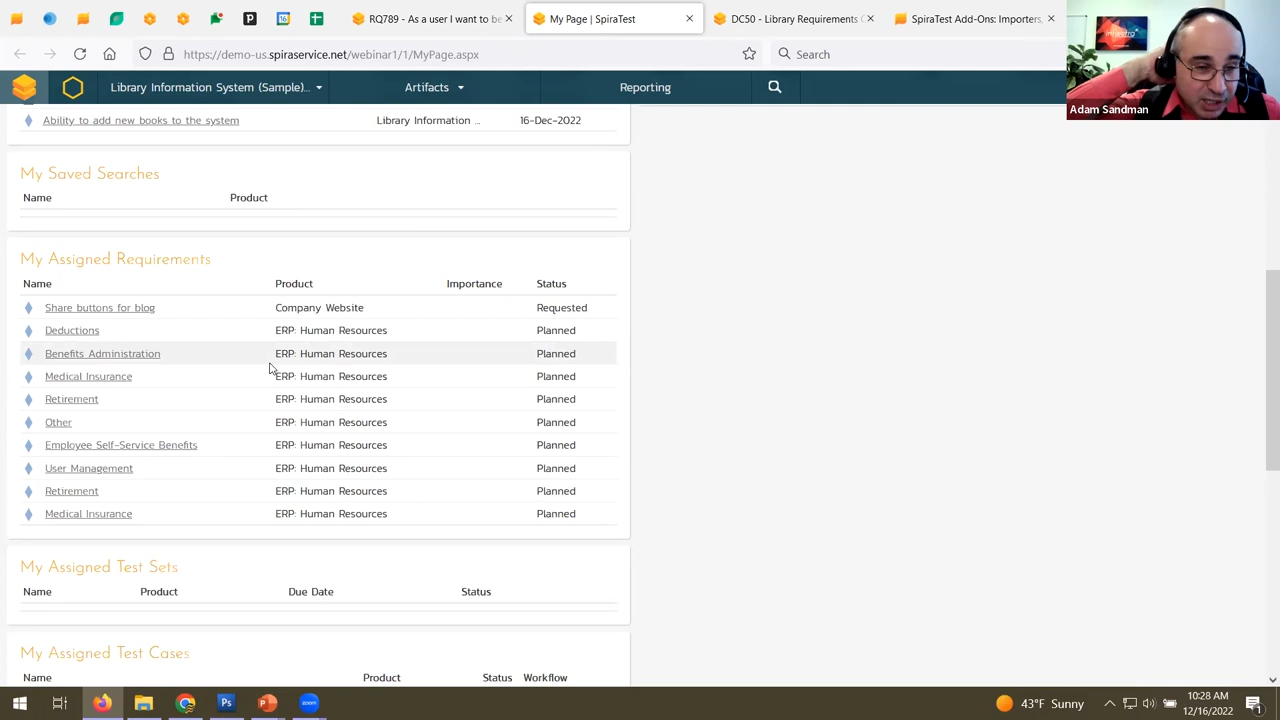 RQ789 - As a user I want to be
My Page | SpiraTest
DC50 - Library Requirements
SpiraTest Add-Ons: Importers,
https://demo-us.spiraservice.net/webinar1/MyPage.aspx
Search
Library Information System (Sample)...
Artifacts
Reporting
inflectra
Adam Sandman
Ability to add new books to the system Library Information ... 16-Dec-2022
My Saved Searches
Name Product
My Assigned Requirements
Name Product Importance Status
Share buttons for blog Company Website Requested
Deductions ERP: Human Resources Planned
Benefits Administration ERP: Human Resources Planned
Medical Insurance ERP: Human Resources Planned
Retirement ERP: Human Resources Planned
Other ERP: Human Resources Planned
Employee Self-Service Benefits ERP: Human Resources Planned
User Management ERP: Human Resources Planned
Retirement ERP: Human Resources Planned
Medical Insurance ERP: Human Resources Planned
My Assigned Test Sets
Name Product Due Date Status
My Assigned Test Cases
Name Product Status Workflow
43°F Sunny
10:28 AM
12/16/2022